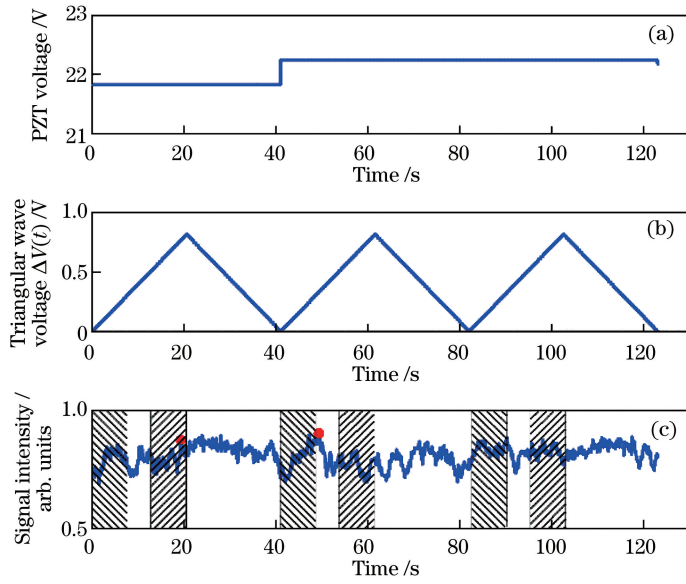 23
(a)
PZT voltage /V
22
21
0 20 40 60 80 100 120
Time /s
1.0
(b)
Triangular wave
voltage ΔV(t) /V
0.5
0
0 20 40 60 80 100 120
Time /s
1.0
(c)
Signal intensity /
arb. units
0.5
0 20 40 60 80 100 120
Time /s